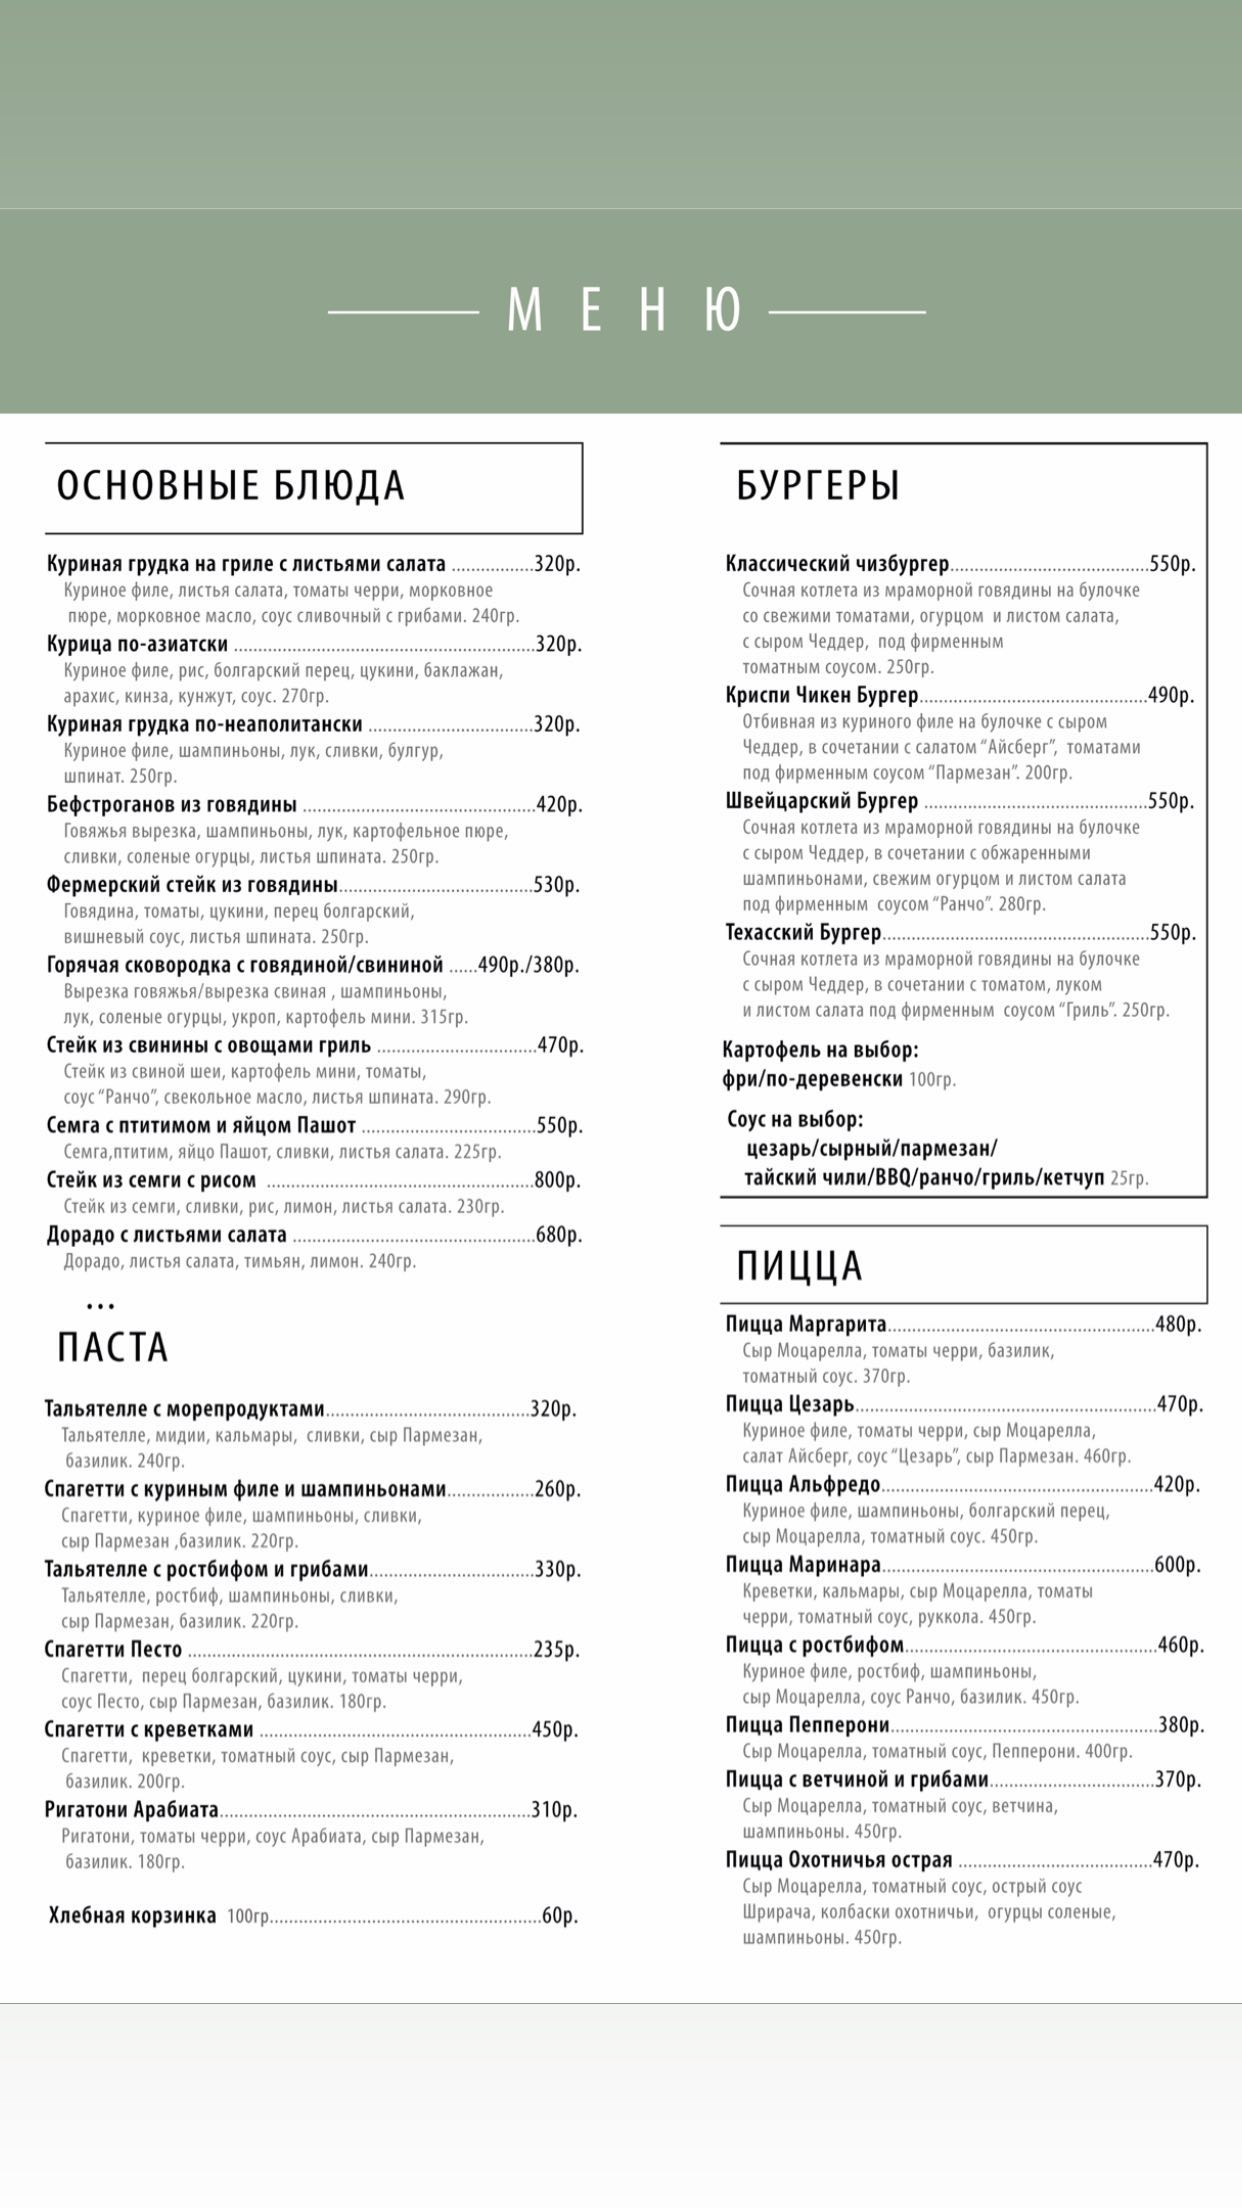 МЕНЮ
ОСНОВНЫЕ БЛЮДА
Куриная грудка на гриле с листьями салата .................320р.
Куриное филе, листья салата, томаты черри, морковное
пюре, морковное масло, соус сливочный с грибами. 240гр.
Курица по-азиатски ...............................................................320р.
Куриное филе, рис, болгарский перец, цукини, баклажан,
арахис, кинза, кунжут, соус. 270гр.
Куриная грудка по-неаполитански ..................................320р.
Куриное филе, шампиньоны, лук, сливки, булгур,
шпинат. 250гр.
Бефстроганов из говядины ................................................420р.
Говяжья вырезка, шампиньоны, лук, картофельное пюре,
сливки, соленые огурцы, листья шпината. 250гр.
Фермерский стейк из говядины........................................530р.
Говядина, томаты, цукини, перец болгарский,
вишневый соус, листья шпината. 250гр.
Горячая сковородка с говядиной/свининой ......490р./380р.
Вырезка говяжья/вырезка свиная , шампиньоны,
лук, соленые огурцы, укроп, картофель мини. 315гр.
Стейк из свинины с овощами гриль .................................470р.
Стейк из свиной шеи, картофель мини, томаты,
соус “Ранчо”, свекольное масло, листья шпината. 290гр.
Семга с птитимом и яйцом Пашот ....................................550р.
Семга,птитим, яйцо Пашот, сливки, листья салата. 225гр.
Стейк из семги с рисом .......................................................800р.
Стейк из семги, сливки, рис, лимон, листья салата. 230гр.
Дорадо с листьями салата ..................................................680р.
Дорадо, листья салата, тимьян, лимон. 240гр.
...
ПАСТА
Тальятелле с морепродуктами..........................................320р.
Тальятелле, мидии, кальмары, сливки, сыр Пармезан,
базилик. 240гр.
Спагетти с куриным филе и шампиньонами..................260р.
Спагетти, куриное филе, шампиньоны, сливки,
сыр Пармезан ,базилик. 220гр.
Тальятелле с ростбифом и грибами..................................330р.
Тальятелле, ростбиф, шампиньоны, сливки,
сыр Пармезан, базилик. 220гр.
Спагетти Песто .......................................................................235р.
Спагетти, перец болгарский, цукини, томаты черри,
соус Песто, сыр Пармезан, базилик. 180гр.
Спагетти с креветками ........................................................450р.
Спагетти, креветки, томатный соус, сыр Пармезан,
базилик. 200гр.
Ригатони Арабиата................................................................310р.
Ригатони, томаты черри, соус Арабиата, сыр Пармезан,
базилик. 180гр.
Хлебная корзинка 100гр........................................................60р.
БУРГЕРЫ
Классический чизбургер.........................................550р.
Сочная котлета из мраморной говядины на булочке
со свежими томатами, огурцом и листом салата,
с сыром Чеддер, под фирменным
томатным соусом. 250гр.
Криспи Чикен Бургер...............................................490р.
Отбивная из куриного филе на булочке с сыром
Чеддер, в сочетании с салатом “Айсберг”, томатами
под фирменным соусом “Пармезан”. 200гр.
Швейцарский Бургер ..............................................550р.
Сочная котлета из мраморной говядины на булочке
с сыром Чеддер, в сочетании с обжаренными
шампиньонами, свежим огурцом и листом салата
под фирменным соусом “Ранчо”. 280гр.
Техасский Бургер.......................................................550р.
Сочная котлета из мраморной говядины на булочке
с сыром Чеддер, в сочетании с томатом, луком
и листом салата под фирменным соусом “Гриль”. 250гр.
Картофель на выбор:
фри/по-деревенски 100гр.
Соус на выбор:
цезарь/сырный/пармезан/
тайский чили/BBQ/ранчо/гриль/кетчуп 25гр.
ПИЦЦА
Пицца Маргарита.......................................................480р.
Сыр Моцарелла, томаты черри, базилик,
томатный соус. 370гр.
Пицца Цезарь..............................................................470р.
Куриное филе, томаты черри, сыр Моцарелла,
салат Айсберг, соус “Цезарь”, сыр Пармезан. 460гр.
Пицца Альфредо........................................................420р.
Куриное филе, шампиньоны, болгарский перец,
сыр Моцарелла, томатный соус. 450гр.
Пицца Маринара........................................................600р.
Креветки, кальмары, сыр Моцарелла, томаты
черри, томатный соус, руккола. 450гр.
Пицца с ростбифом....................................................460р.
Куриное филе, ростбиф, шампиньоны,
сыр Моцарелла, соус Ранчо, базилик. 450гр.
Пицца Пепперони.......................................................380р.
Сыр Моцарелла, томатный соус, Пепперони. 400гр.
Пицца с ветчиной и грибами..................................370р.
Сыр Моцарелла, томатный соус, ветчина,
шампиньоны. 450гр.
Пицца Охотничья острая ........................................470р.
Сыр Моцарелла, томатный соус, острый соус
Шрирача, колбаски охотничьи, огурцы соленые,
шампиньоны. 450гр.